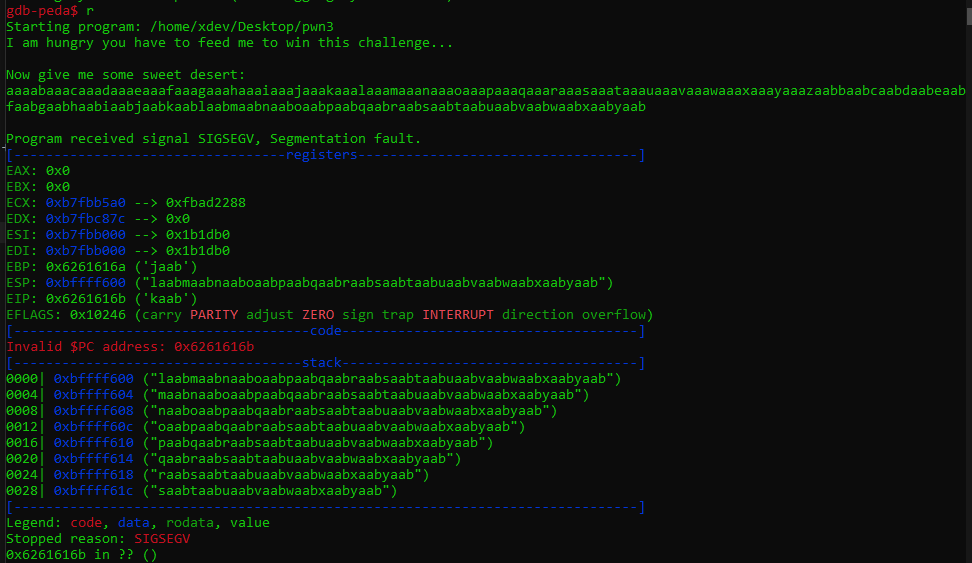 gdb-peda$ r
Starting program: /home/xdev/Desktop/pwn3
I am hungry you have to feed me to win this challenge...
Now give me some sweet desert:
aaaabaaacaaadaaaeaaafaaagaaahaaaiaaajaaakaaalaaamaaanaaaoaaapaaaqaaaraaasaaataaauaaavaaawaaaxaaayaaazaabbaabcaabdaabeaab
faabgaabhaabiaabjaabkaablaabmaabnaaboaabpaabqaabraabsaabtaabuaabvaabwaabxaabyaab
Program received signal SIGSEGV, Segmentation fault.
[----------------------------------registers-----------------------------------]
EAX: 0x0
EBX: 0x0
ECX: 0xb7fbb5a0 --> 0xfbad2288
EDX: 0xb7fbc87c --> 0x0
ESI: 0xb7fbb000 --> 0x1b1db0
EDI: 0xb7fbb000 --> 0x1b1db0
EBP: 0x6261616a ('jaab')
ESP: 0xbffff600 ("laabmaabnaaboaabpaabqaabraabsaabtaabuaabvaabwaabxaabyaab")
EIP: 0x6261616b ('kaab')
EFLAGS: 0x10246 (carry PARITY adjust ZERO sign trap INTERRUPT direction overflow)
[-------------------------------------code-------------------------------------]
Invalid $PC address: 0x6261616b
[------------------------------------stack-------------------------------------]
0000| 0xbffff600 ("laabmaabnaaboaabpaabqaabraabsaabtaabuaabvaabwaabxaabyaab")
0004| 0xbffff604 ("maabnaaboaabpaabqaabraabsaabtaabuaabvaabwaabxaabyaab")
0008| 0xbffff608 ("naaboaabpaabqaabraabsaabtaabuaabvaabwaabxaabyaab")
0012| 0xbffff60c ("oaabpaabqaabraabsaabtaabuaabvaabwaabxaabyaab")
0016| 0xbffff610 ("paabqaabraabsaabtaabuaabvaabwaabxaabyaab")
0020| 0xbffff614 ("qaabraabsaabtaabuaabvaabwaabxaabyaab")
0024| 0xbffff618 ("raabsaabtaabuaabvaabwaabxaabyaab")
0028| 0xbffff61c ("saabtaabuaabvaabwaabxaabyaab")
[------------------------------------------------------------------------------]
Legend: code, data, rodata, value
Stopped reason: SIGSEGV
0x6261616b in ?? ()